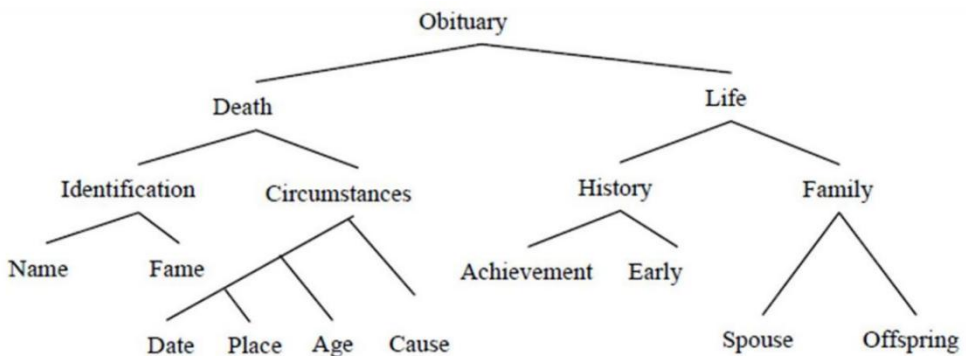 Obituary
Death Life
Identification Circumstances History Family
Name Fame Achievement Early
Date Place Age Cause Spouse Offspring